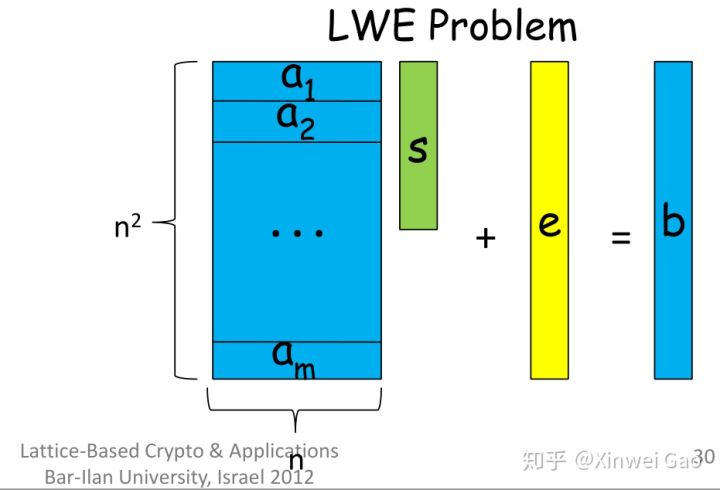 LWE Problem
a1
a2
s
...
n²
+
e
=
b
am
n
Lattice-Based Crypto & Applications
Bar-Ilan University, Israel 2012
知乎 @Xinwei Gao
30